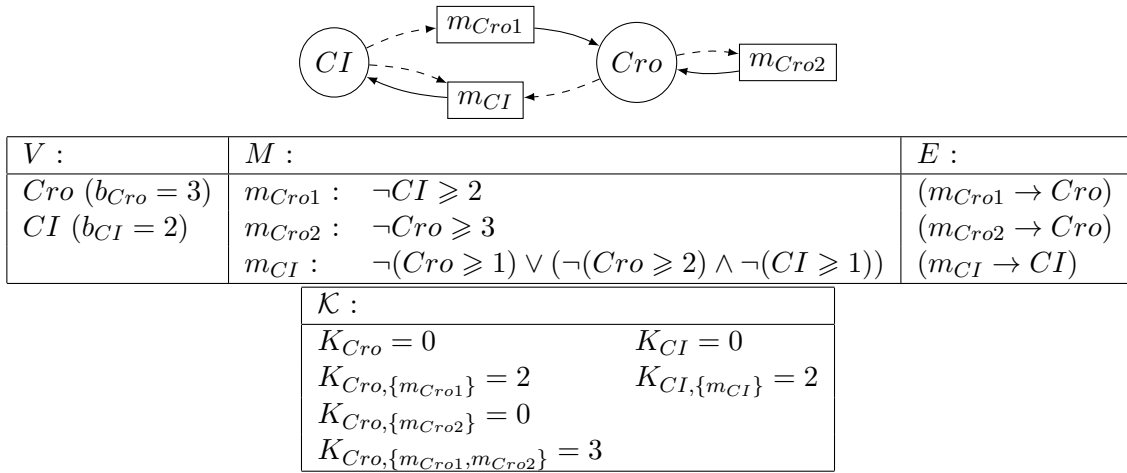 m_{Cro1}
CI
Cro
m_{Cro2}
m_{CI}
V :
M :
E :
Cro (b_{Cro} = 3)
m_{Cro1} : ¬CI ⩾ 2
(m_{Cro1} → Cro)
CI (b_{CI} = 2)
m_{Cro2} : ¬Cro ⩾ 3
(m_{Cro2} → Cro)
m_{CI} : ¬(Cro ⩾ 1) ∨ (¬(Cro ⩾ 2) ∧ ¬(CI ⩾ 1))
(m_{CI} → CI)
𝒦 :
K_{Cro} = 0 K_{CI} = 0
K_{Cro,{m_{Cro1}}} = 2 K_{CI,{m_{CI}}} = 2
K_{Cro,{m_{Cro2}}} = 0
K_{Cro,{m_{Cro1},m_{Cro2}}} = 3